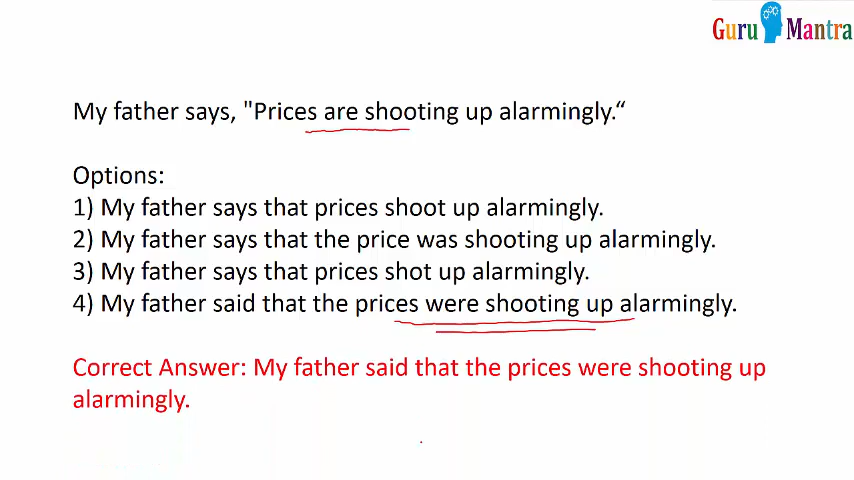 Guru Mantra
My father says, "Prices are shooting up alarmingly.“
Options:
1) My father says that prices shoot up alarmingly.
2) My father says that the price was shooting up alarmingly.
3) My father says that prices shot up alarmingly.
4) My father said that the prices were shooting up alarmingly.
Correct Answer: My father said that the prices were shooting up
alarmingly.